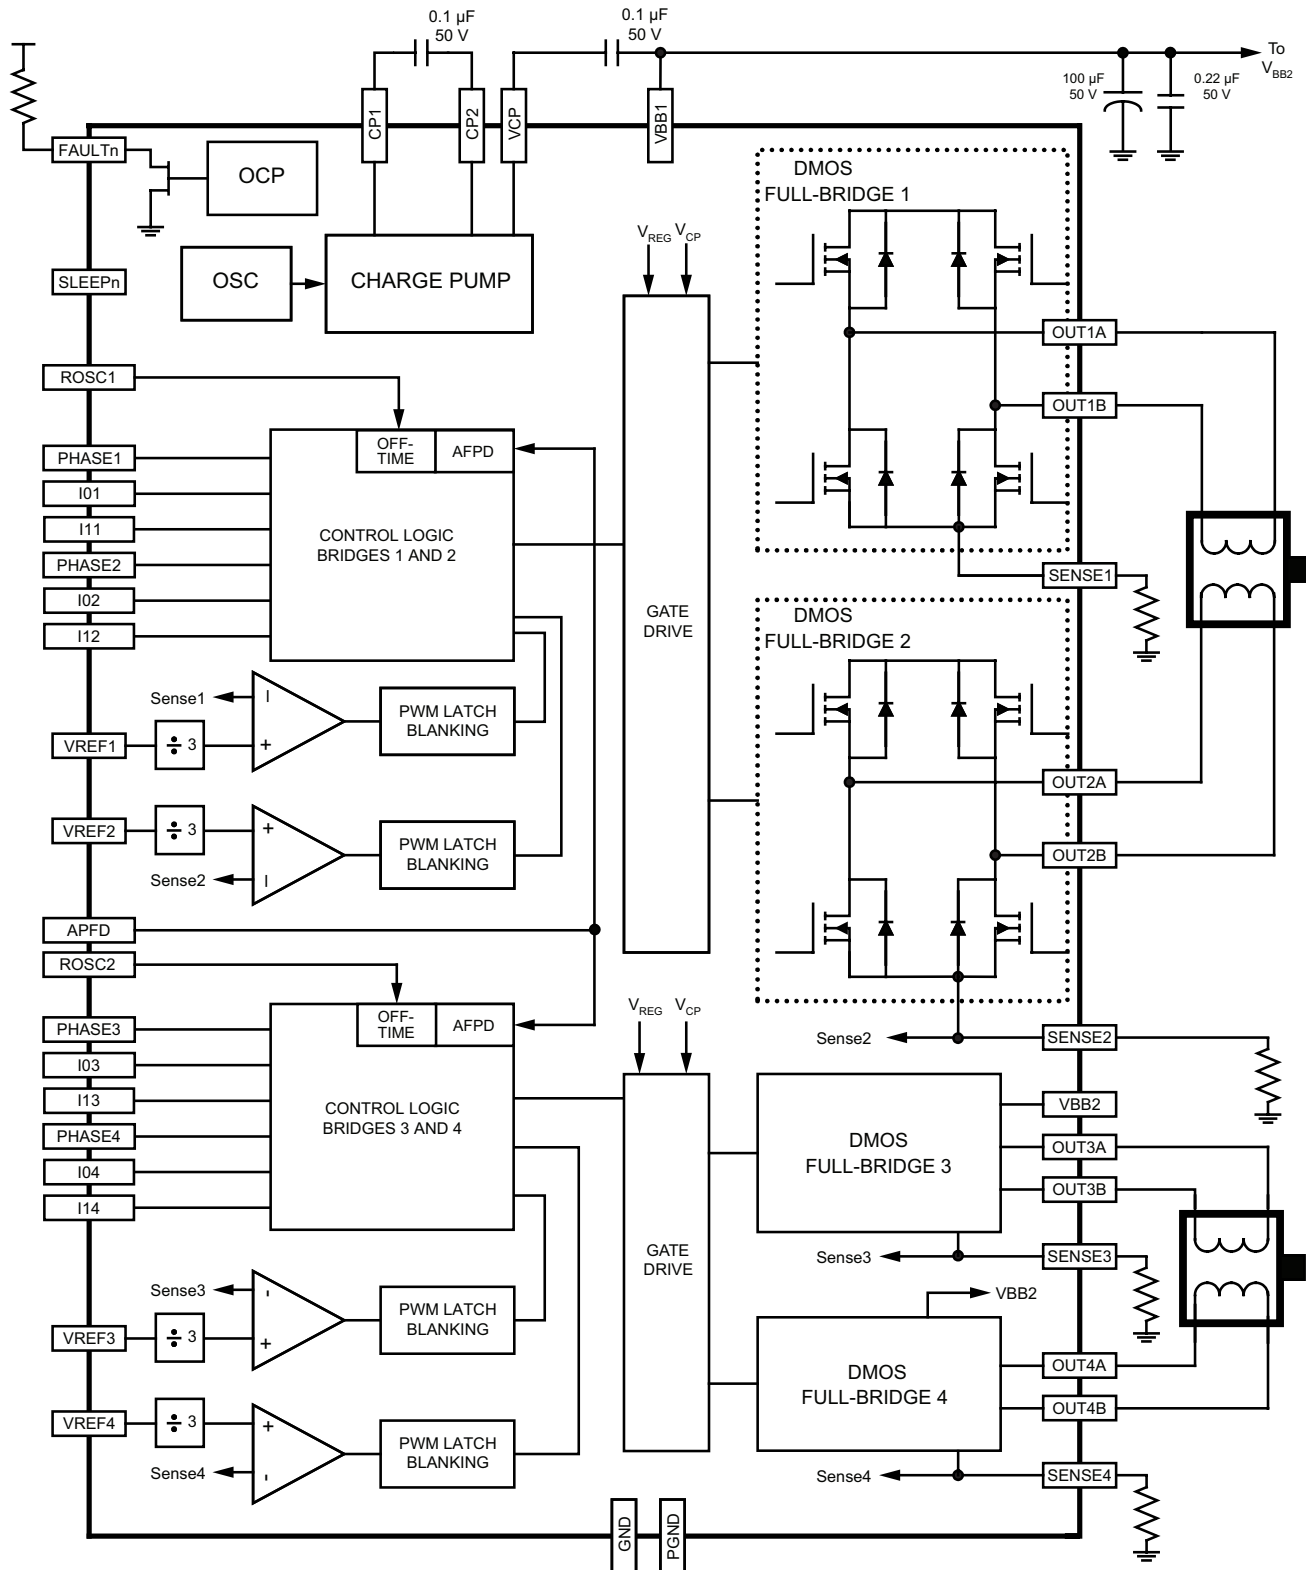 0.1 µF
50 V
0.1 µF
50 V
To
VBB2
100 µF
50 V
0.22 µF
50 V
CP1
CP2
VCP
VBB1
FAULTn
OCP
DMOS
FULL-BRIDGE 1
SLEEPn
OSC
CHARGE PUMP
VREG
VCP
OUT1A
ROSC1
OUT1B
OFF-
TIME
AFPD
PHASE1
I01
I11
PHASE2
I02
I12
CONTROL LOGIC
BRIDGES 1 AND 2
SENSE1
GATE
DRIVE
DMOS
FULL-BRIDGE 2
Sense1
I
+
PWM LATCH
BLANKING
VREF1
÷ 3
OUT2A
VREF2
÷ 3
+
I
PWM LATCH
BLANKING
Sense2
OUT2B
APFD
ROSC2
OFF-
TIME
AFPD
VREG
VCP
Sense2
SENSE2
PHASE3
I03
I13
PHASE4
I04
I14
CONTROL LOGIC
BRIDGES 3 AND 4
VBB2
DMOS
FULL-BRIDGE 3
OUT3A
OUT3B
GATE
DRIVE
Sense3
SENSE3
Sense3
-
+
PWM LATCH
BLANKING
VREF3
÷ 3
VBB2
DMOS
FULL-BRIDGE 4
OUT4A
OUT4B
VREF4
÷ 3
+
-
PWM LATCH
BLANKING
Sense4
Sense4
SENSE4
GND
PGND